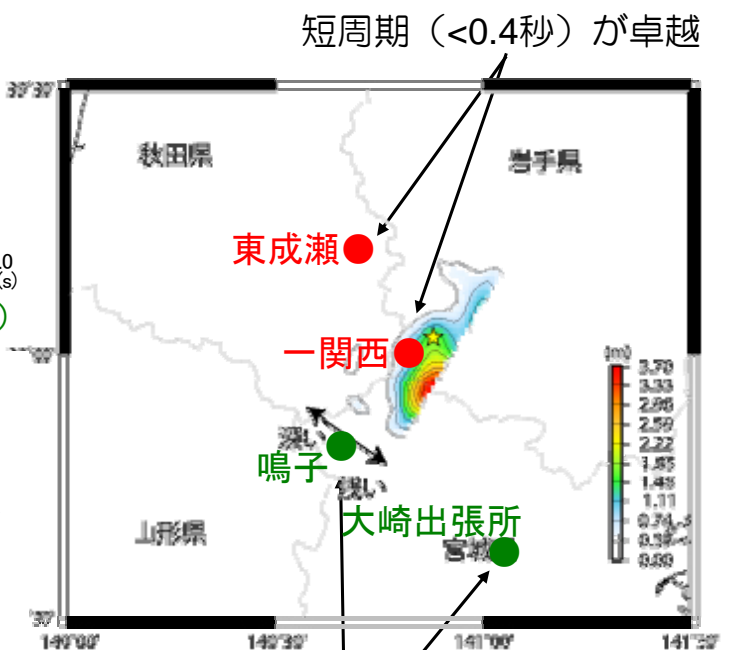 短周期（<0.4秒）が卓越
秋田県
岩手県
東成瀬
.0
(s)
)
一関西
(m)
3.70
3.33
2.96
2.59
2.22
1.85
1.48
1.11
0.74
0.00
深い
鳴子
浅い
大崎出張所
山形県
宮城
140°00'
140°30'
141°00'